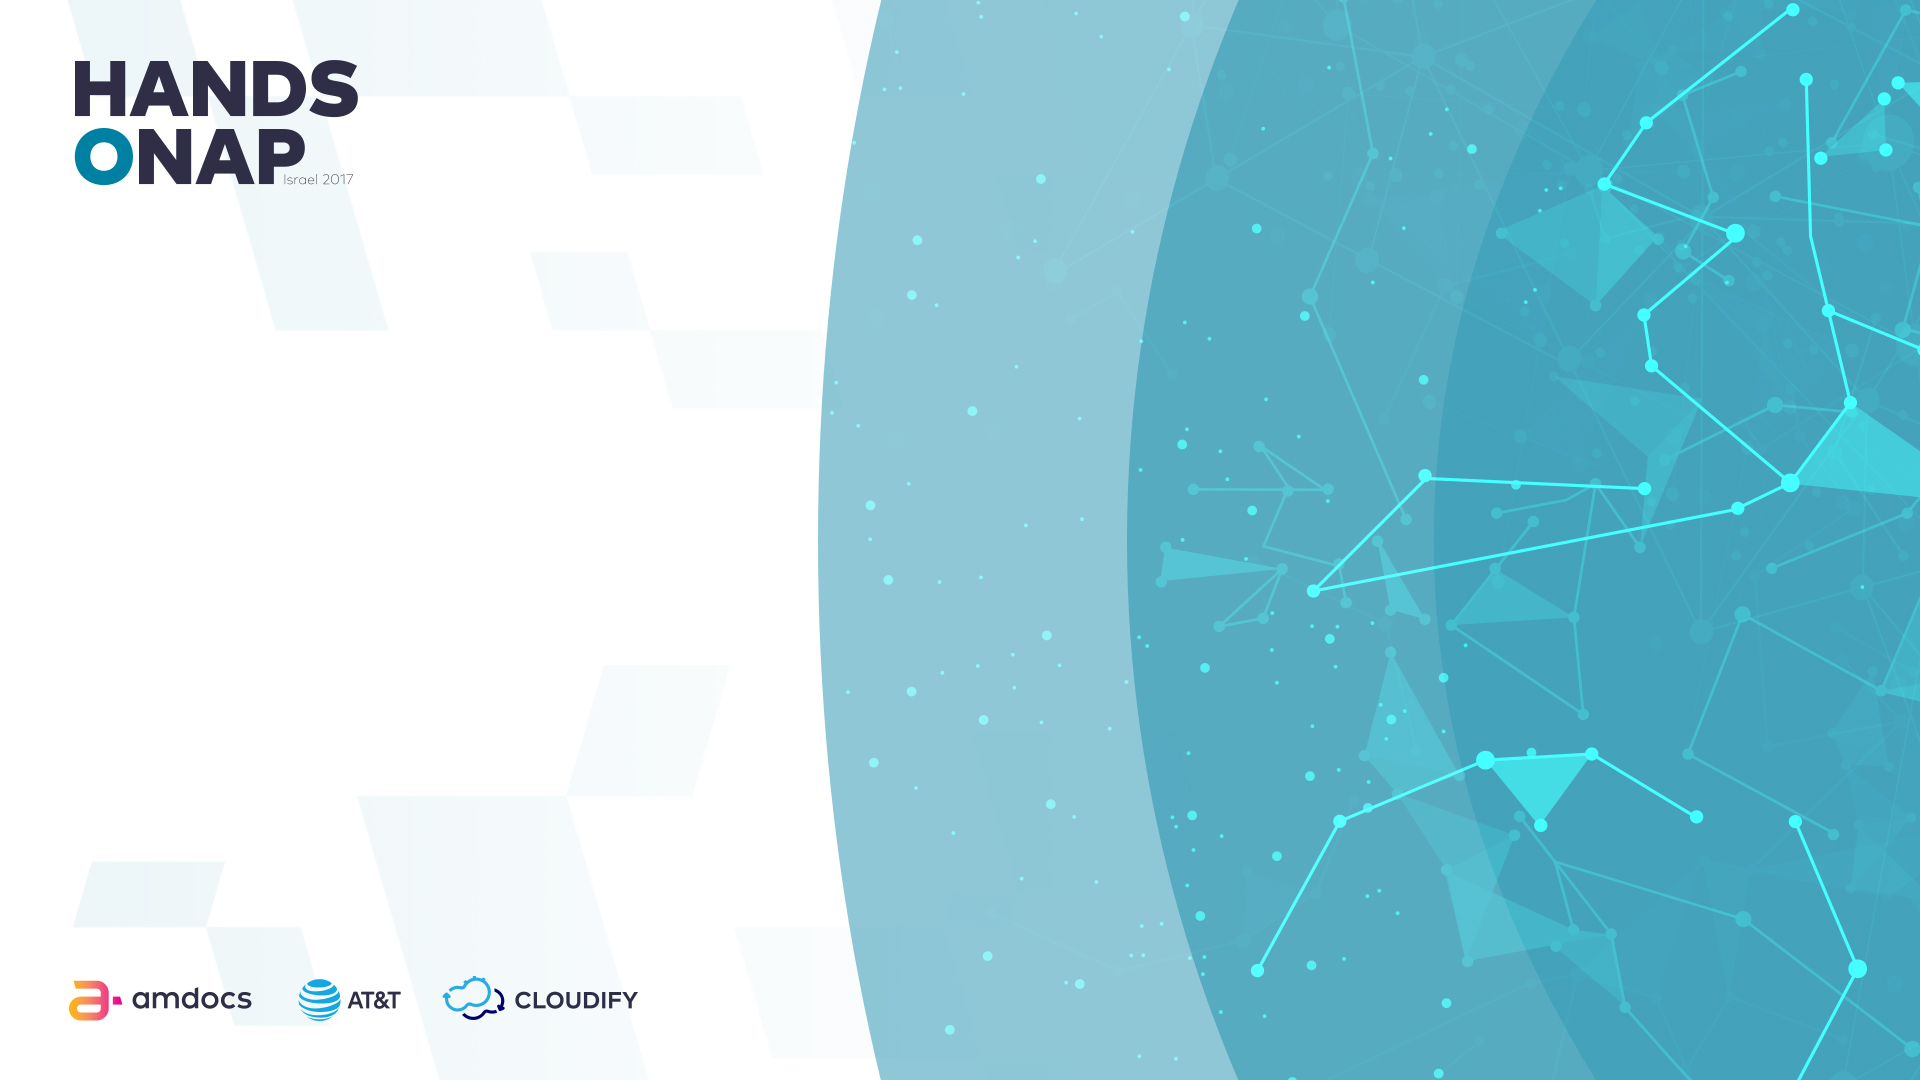 HANDS
ONAP
Israel 2017
amdocs
AT&T
CLOUDIFY